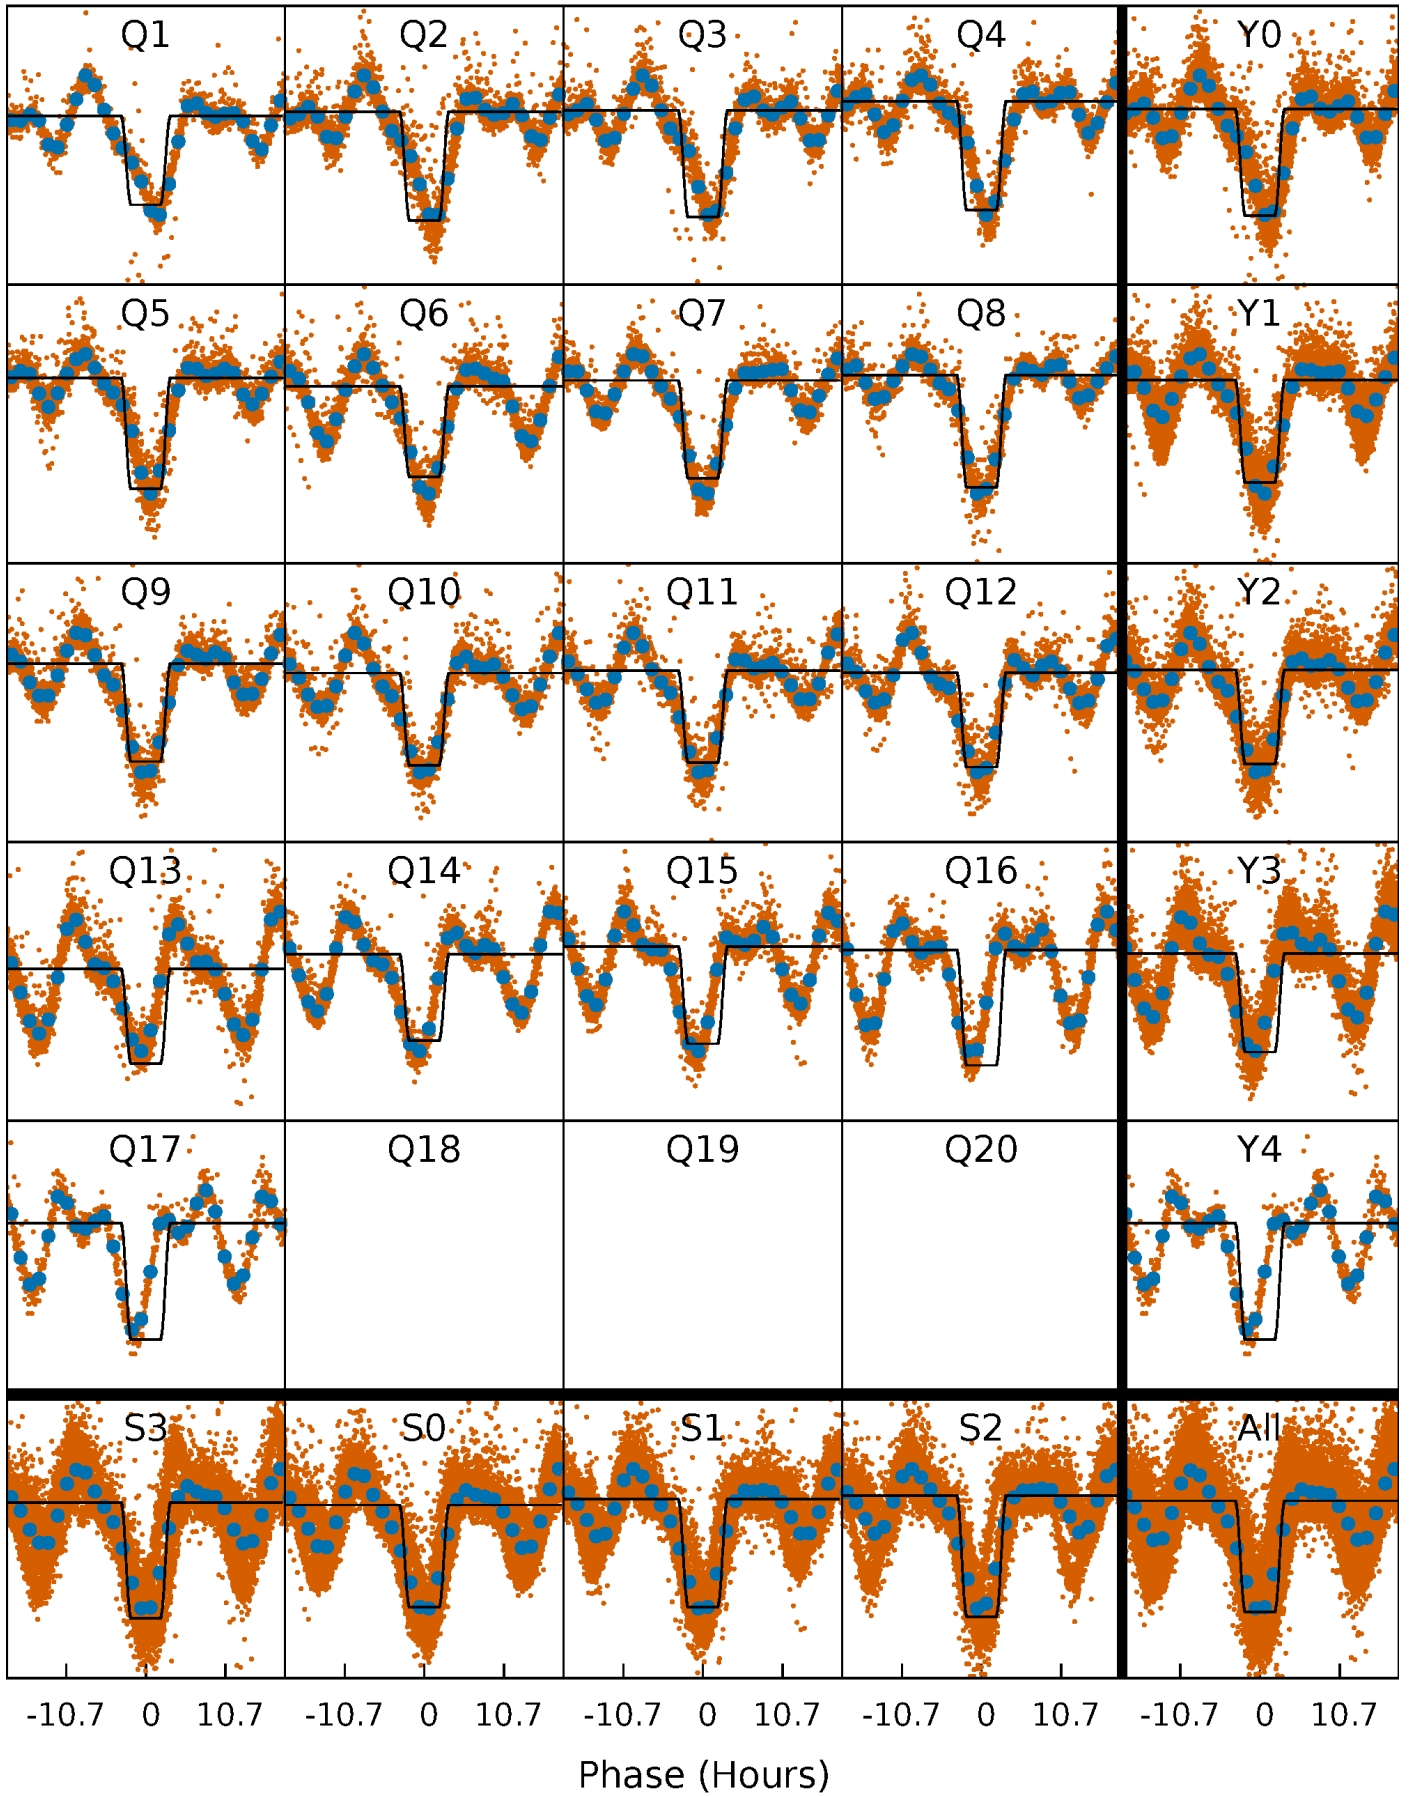 Q1 Q2 Q3 Q4 Y0
Q5 Q6 Q7 Q8 Y1
Q9 Q10 Q11 Q12 Y2
Q13 Q14 Q15 Q16 Y3
Q17 Q18 Q19 Q20 Y4
S3 S0 S1 S2 All
-10.7 0 10.7 -10.7 0 10.7 -10.7 0 10.7 -10.7 0 10.7 -10.7 0 10.7
Phase (Hours)